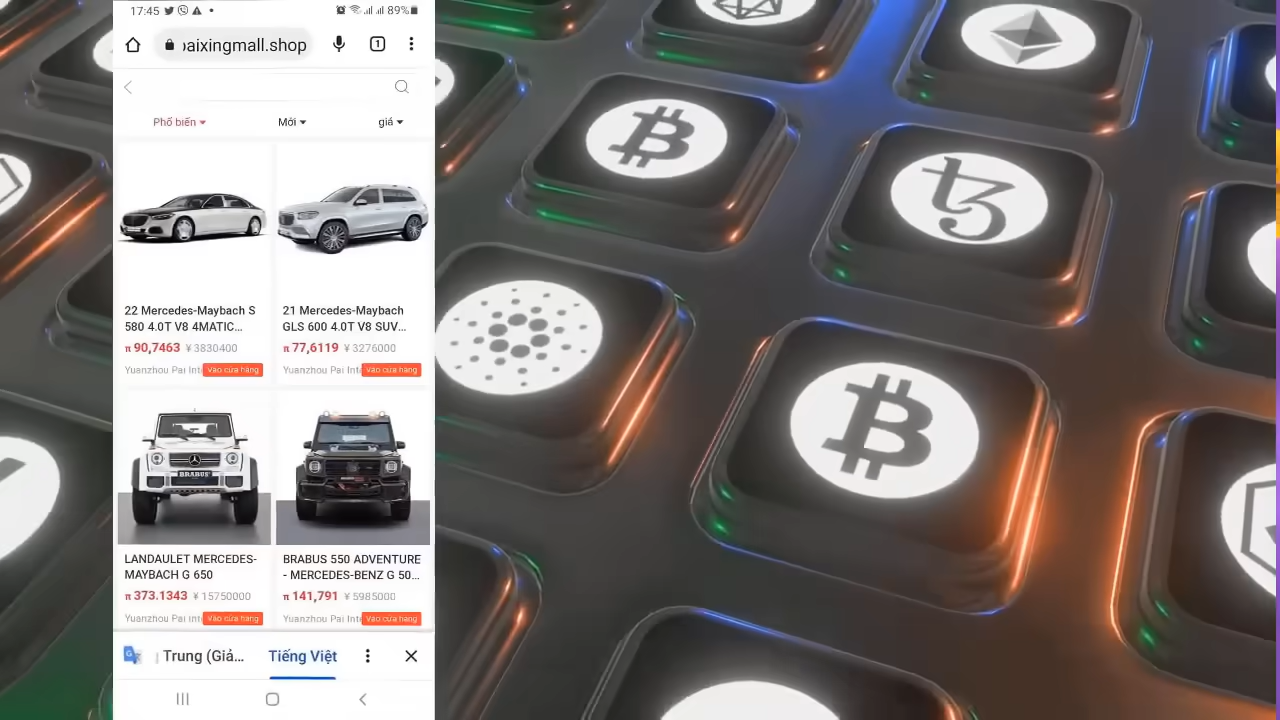 17:45
89%
aixingmall.shop
1
Phổ biến
Mới
giá
22 Mercedes-Maybach S
580 4.0T V8 4MATIC...
π 90,7463 ¥ 3830400
Yuanzhou Pai Int
Vào cửa hàng
21 Mercedes-Maybach
GLS 600 4.0T V8 SUV...
π 77,6119 ¥ 3276000
Yuanzhou Pai Int
Vào cửa hàng
BRABUS
LANDAULET MERCEDES-
MAYBACH G 650
π 373.1343 ¥ 15750000
Yuanzhou Pai Int
Vào cửa hàng
BRABUS 550 ADVENTURE
- MERCEDES-BENZ G 50...
π 141,791 ¥ 5985000
Yuanzhou Pai Int
Vào cửa hàng
Trung (Giả...
Tiếng Việt